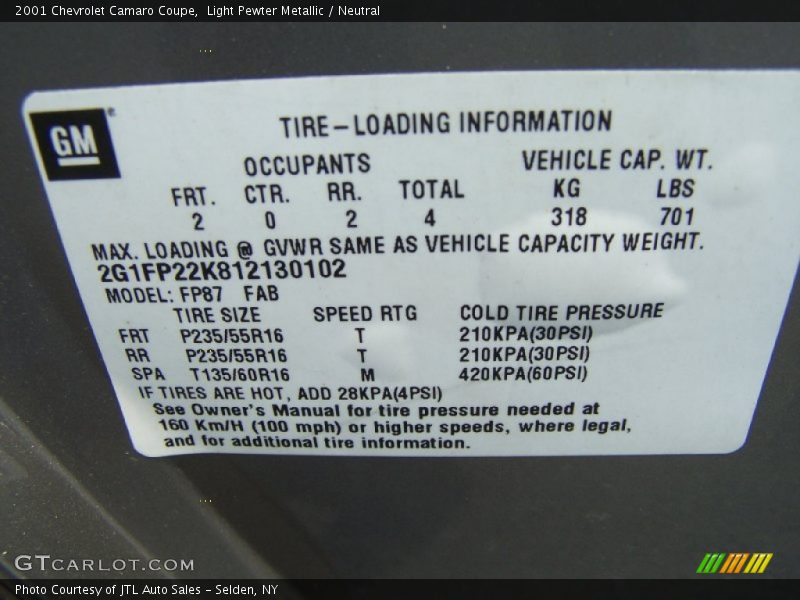 2001 Chevrolet Camaro Coupe,  Light Pewter Metallic / Neutral
GM ®
TIRE-LOADING INFORMATION
OCCUPANTS VEHICLE CAP. WT.
FRT. CTR. RR. TOTAL KG LBS
2 0 2 4 318 701
MAX. LOADING @ GVWR SAME AS VEHICLE CAPACITY WEIGHT.
2G1FP22K812130102
MODEL: FP87 FAB
TIRE SIZE SPEED RTG COLD TIRE PRESSURE
FRT P235/55R16 T 210KPA(30PSI)
RR P235/55R16 T 210KPA(30PSI)
SPA T135/60R16 M 420KPA(60PSI)
IF TIRES ARE HOT, ADD 28KPA(4PSI)
See Owner's Manual for tire pressure needed at
160 Km/H (100 mph) or higher speeds, where legal,
and for additional tire information.
GTCARLOT.COM
Photo Courtesy of JTL Auto Sales - Selden, NY